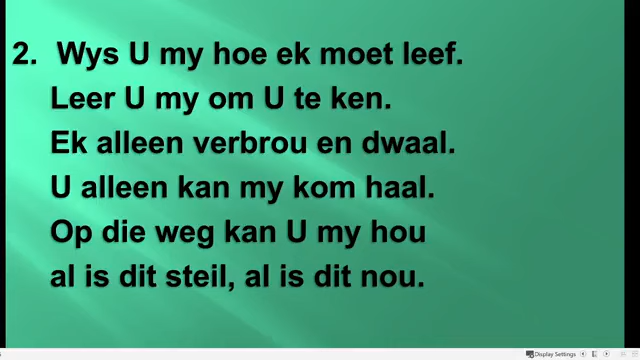 2. Wys U my hoe ek moet leef.
Leer U my om U te ken.
Ek alleen verbrou en dwaal.
U alleen kan my kom haal.
Op die weg kan U my hou
al is dit steil, al is dit nou.
Display Settings